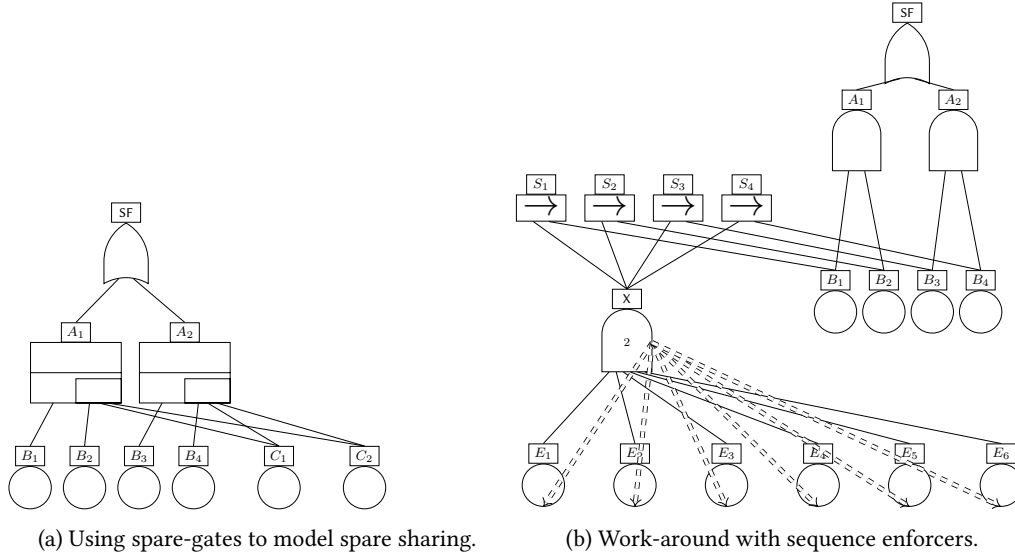 SF
A₁ A₂
B₁ B₂ B₃ B₄ C₁ C₂
(a) Using spare-gates to model spare sharing.
SF
A₁ A₂
S₁ S₂ S₃ S₄
B₁ B₂ B₃ B₄
X
2
E₁ E₂ E₃ E₄ E₅ E₆
(b) Work-around with sequence enforcers.